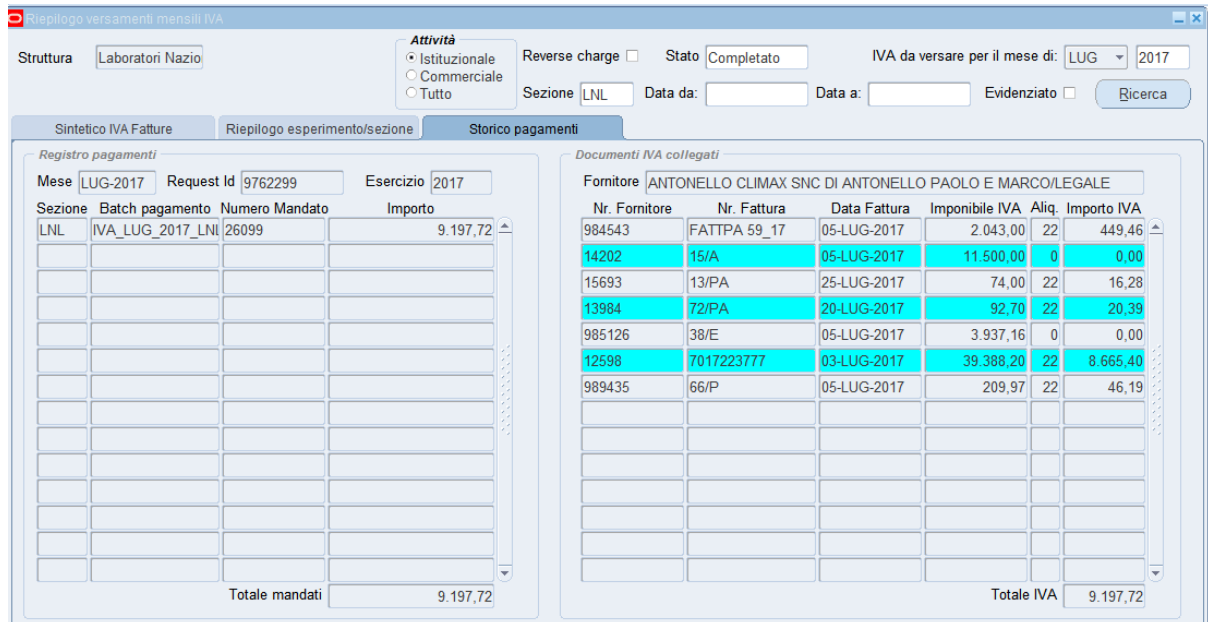 Riepilogo versamenti mensili IVA
Attività
Struttura Laboratori Nazio Istituzionale Reverse charge Stato Completato IVA da versare per il mese di: LUG 2017
Commerciale
Tutto Sezione LNL Data da: Data a: Evidenziato Ricerca
Sintetico IVA Fatture Riepilogo esperimento/sezione Storico pagamenti
Registro pagamenti
Mese LUG-2017 Request Id 9762299 Esercizio 2017
Sezione Batch pagamento Numero Mandato Importo
LNL IVA_LUG_2017_LNL 26099 9.197,72
Totale mandati 9.197,72
Documenti IVA collegati
Fornitore ANTONELLO CLIMAX SNC DI ANTONELLO PAOLO E MARCO/LEGALE
Nr. Fornitore Nr. Fattura Data Fattura Imponibile IVA Aliq. Importo IVA
984543 FATTPA 59_17 05-LUG-2017 2.043,00 22 449,46
14202 15/A 05-LUG-2017 11.500,00 0 0,00
15693 13/PA 25-LUG-2017 74,00 22 16,28
13984 72/PA 20-LUG-2017 92,70 22 20,39
985126 38/E 05-LUG-2017 3.937,16 0 0,00
12598 7017223777 03-LUG-2017 39.388,20 22 8.665,40
989435 66/P 05-LUG-2017 209,97 22 46,19
Totale IVA 9.197,72